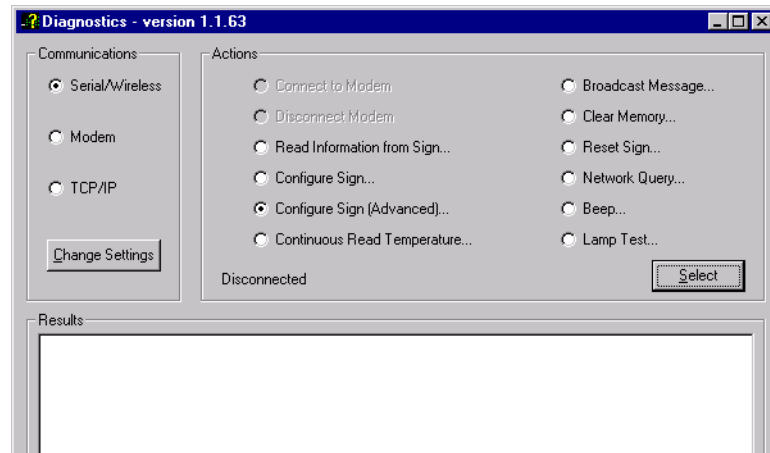 Diagnostics - version 1.1.63
Communications
Serial/Wireless
Modem
TCP/IP
Change Settings
Actions
Connect to Modem
Disconnect Modem
Read Information from Sign...
Configure Sign...
Configure Sign (Advanced)...
Continuous Read Temperature...
Broadcast Message...
Clear Memory...
Reset Sign...
Network Query...
Beep...
Lamp Test...
Disconnected
Select
Results